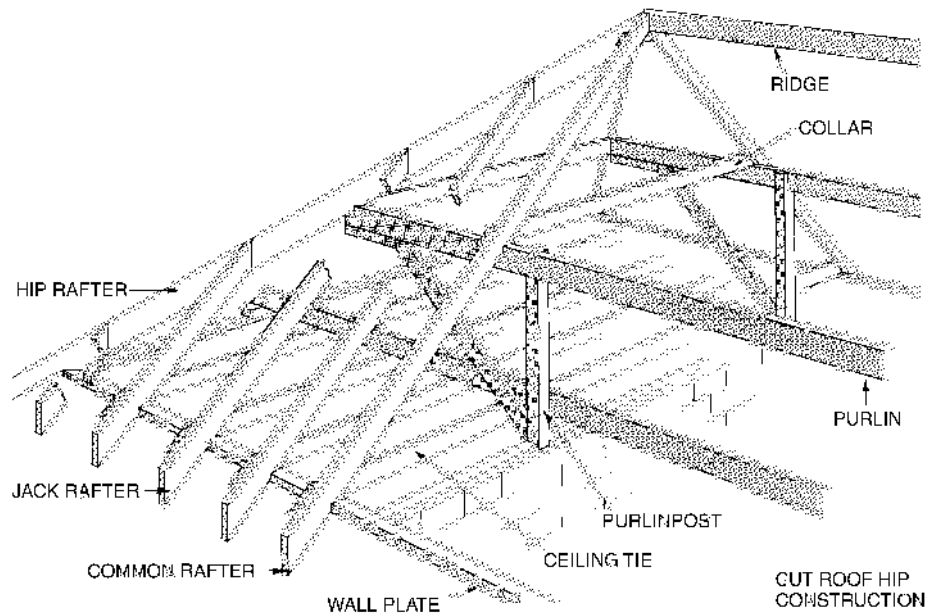 RIDGE
COLLAR
HIP RAFTER
PURLIN
JACK RAFTER
PURLINPOST
CEILING TIE
COMMON RAFTER
WALL PLATE
CUT ROOF HIP
CONSTRUCTION